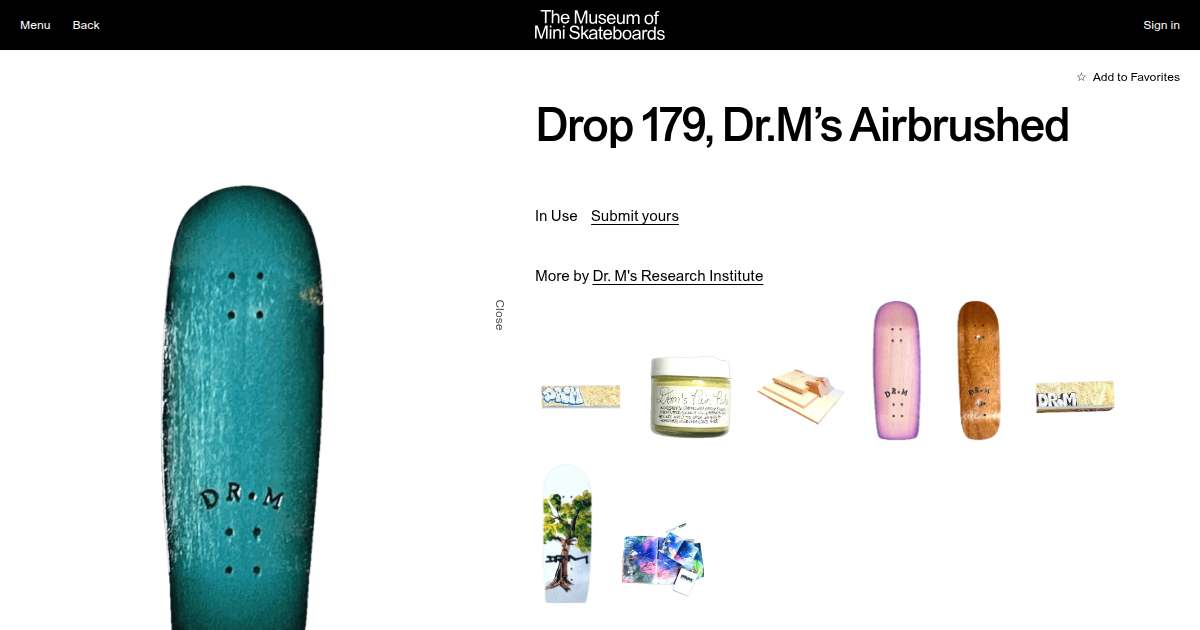 Menu
Back
The Museum of
Mini Skateboards
Sign in
☆ Add to Favorites
Drop 179, Dr.M’s Airbrushed
In Use
Submit yours
More by Dr. M's Research Institute
Close
DR•M
DR•M
DR•M
DR•M